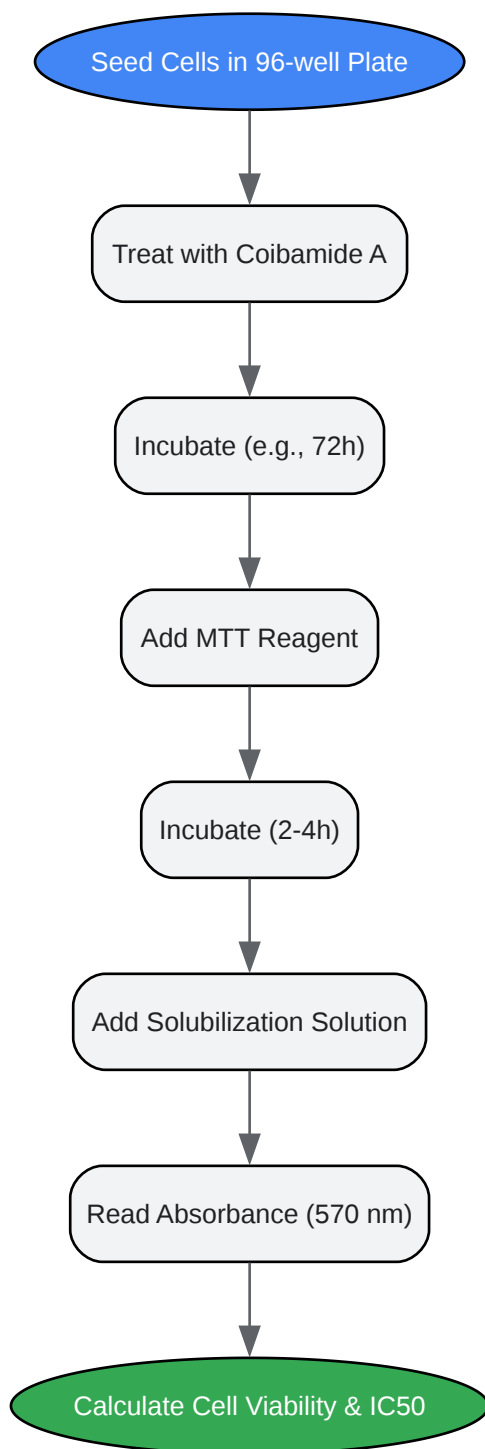 Seed Cells in 96-well Plate
Treat with Coibamide A
Incubate (e.g., 72h)
Add MTT Reagent
Incubate (2-4h)
Add Solubilization Solution
Read Absorbance (570 nm)
Calculate Cell Viability & IC50